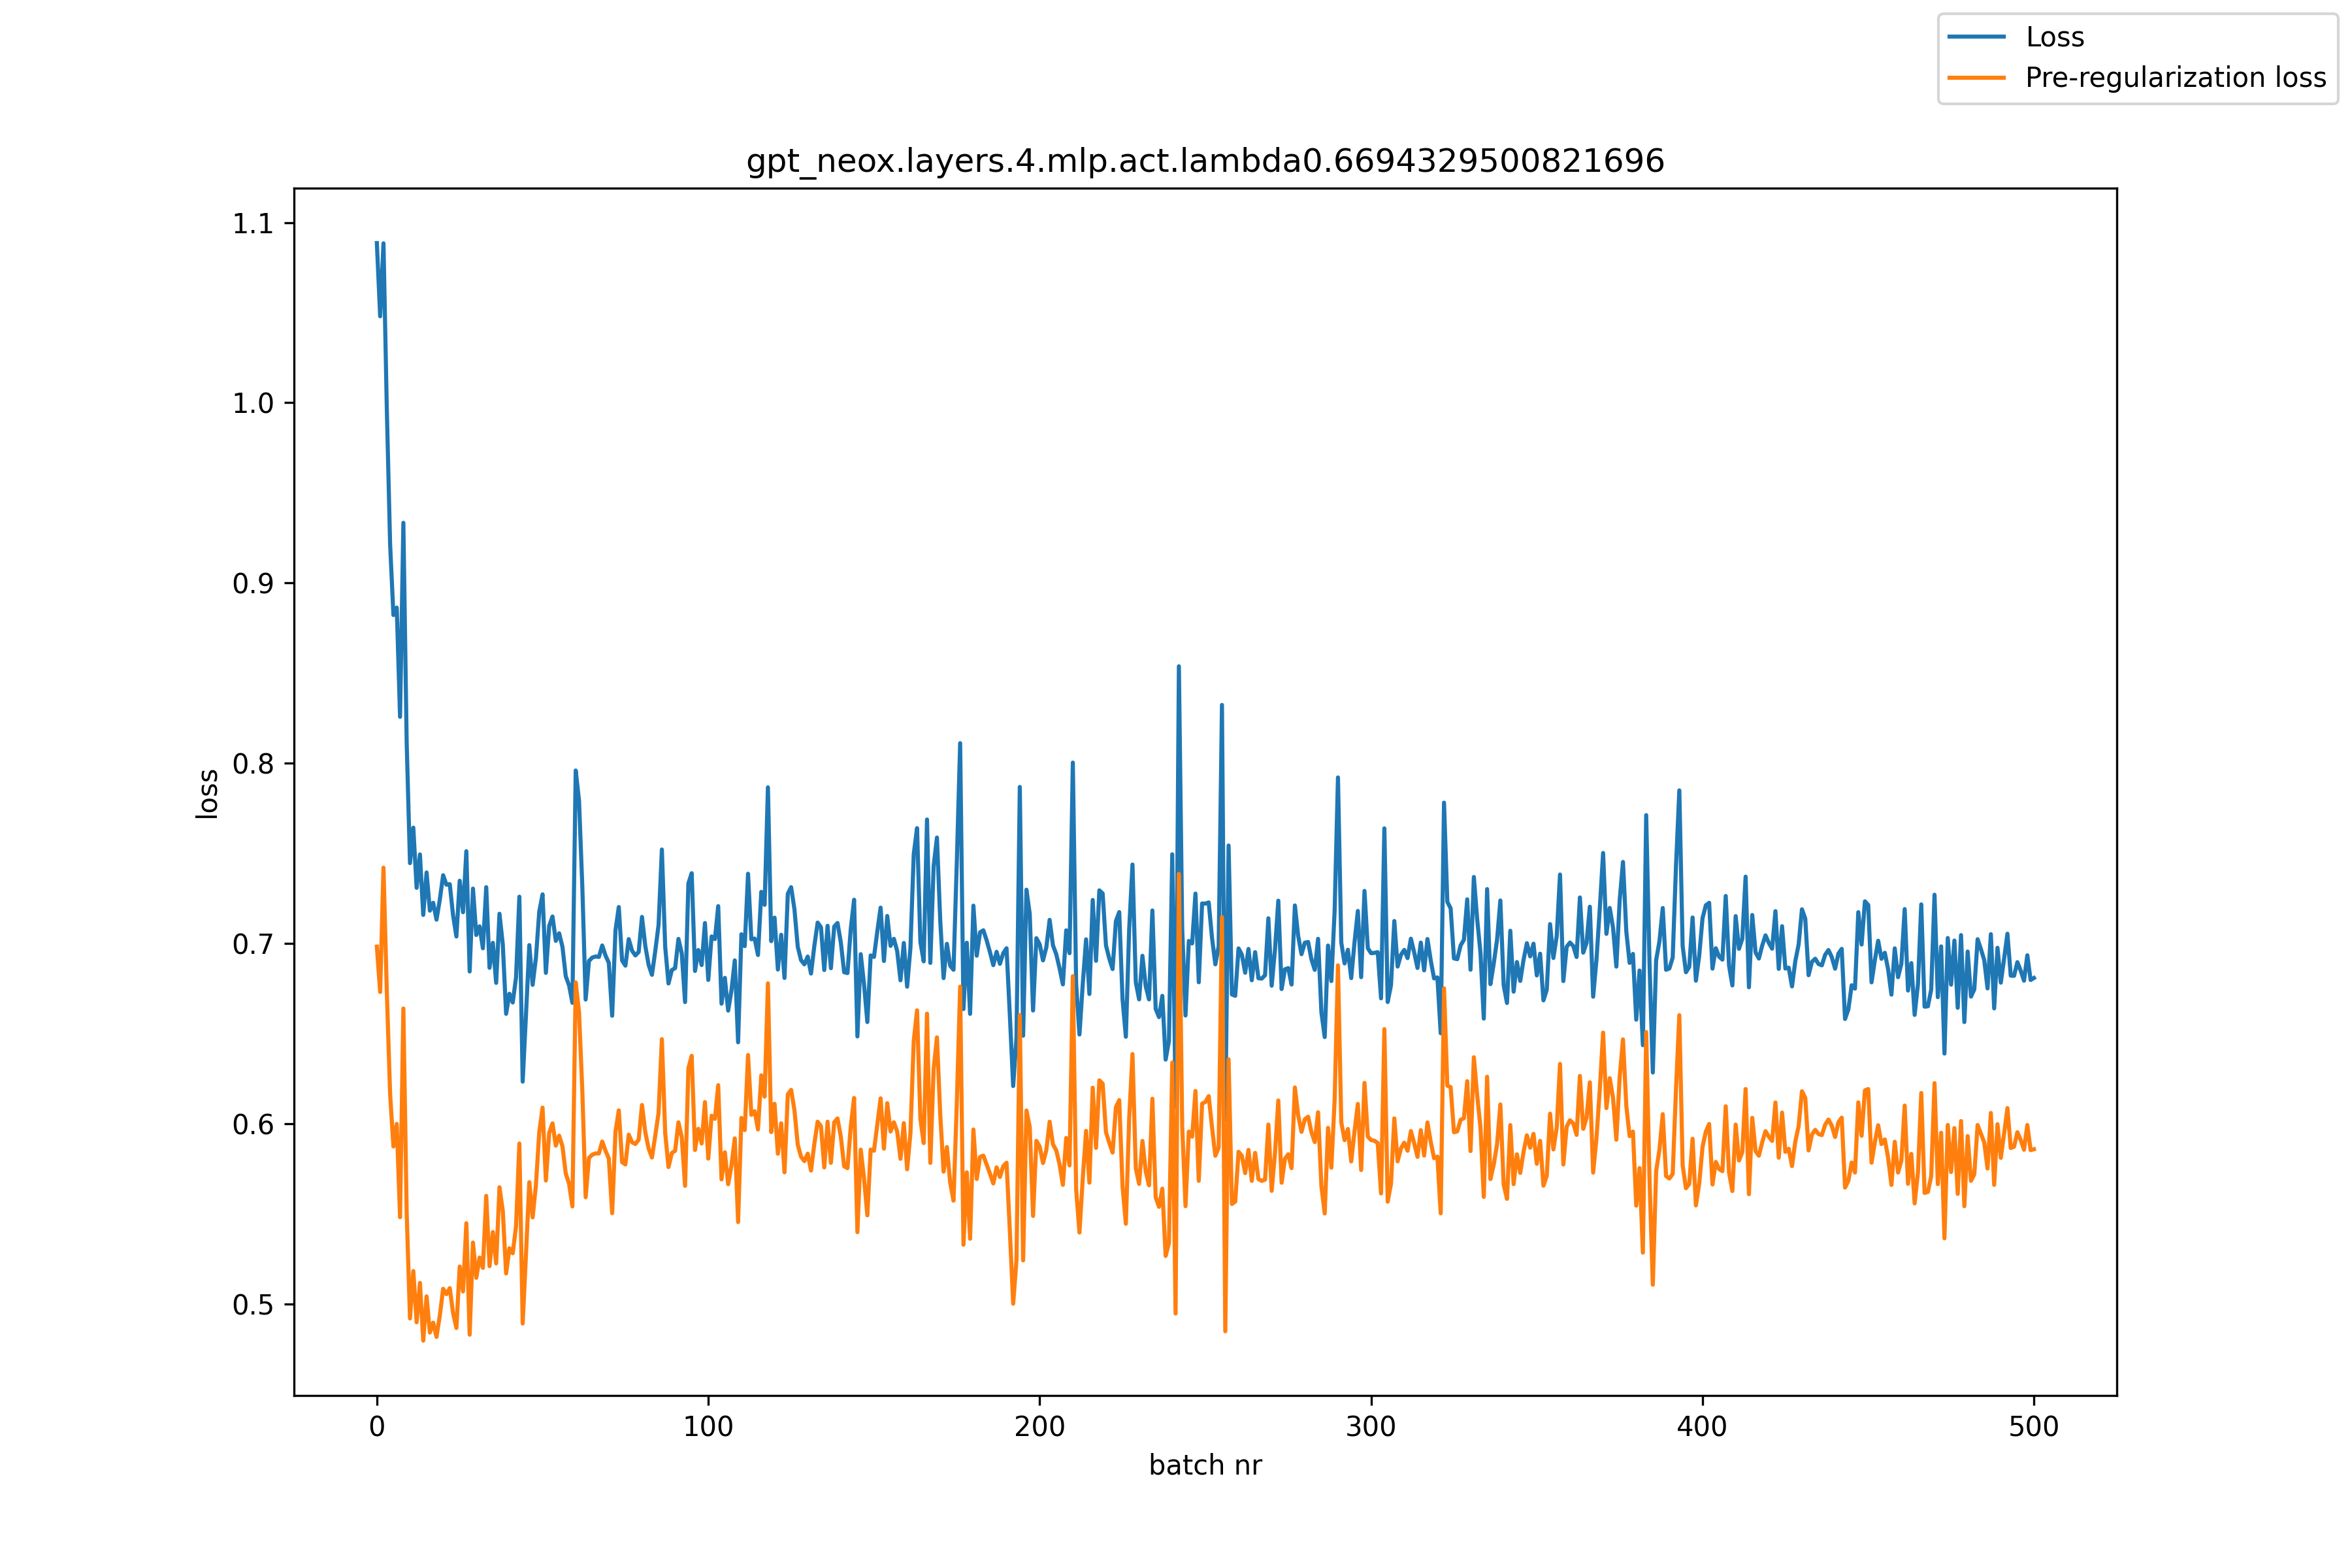 Loss
Pre-regularization loss
gpt_neox.layers.4.mlp.act.lambda0.6694329500821696
1.1
1.0
0.9
0.8
0.7
0.6
0.5
loss
0 100 200 300 400 500
batch nr